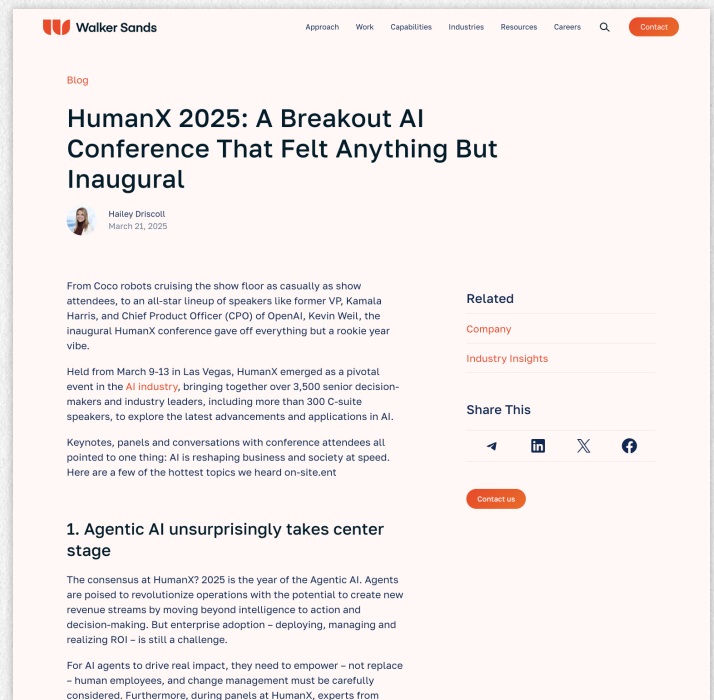 Walker Sands
Approach Work Capabilities Industries Resources Careers Contact
Blog
HumanX 2025: A Breakout AI
Conference That Felt Anything But
Inaugural
Hailey Driscoll
March 21, 2025
From Coco robots cruising the show floor as casually as show
attendees, to an all-star lineup of speakers like former VP, Kamala
Harris, and Chief Product Officer (CPO) of OpenAI, Kevin Weil, the
inaugural HumanX conference gave off everything but a rookie year
vibe.
Held from March 9-13 in Las Vegas, HumanX emerged as a pivotal
event in the AI industry, bringing together over 3,500 senior decision-
makers and industry leaders, including more than 300 C-suite
speakers, to explore the latest advancements and applications in AI.
Keynotes, panels and conversations with conference attendees all
pointed to one thing: AI is reshaping business and society at speed.
Here are a few of the hottest topics we heard on-site.ent
1. Agentic AI unsurprisingly takes center
stage
The consensus at HumanX? 2025 is the year of the Agentic AI. Agents
are poised to revolutionize operations with the potential to create new
revenue streams by moving beyond intelligence to action and
decision-making. But enterprise adoption – deploying, managing and
realizing ROI – is still a challenge.
For AI agents to drive real impact, they need to empower – not replace
– human employees, and change management must be carefully
considered. Furthermore, during panels at HumanX, experts from
Related
Company
Industry Insights
Share This
Contact us